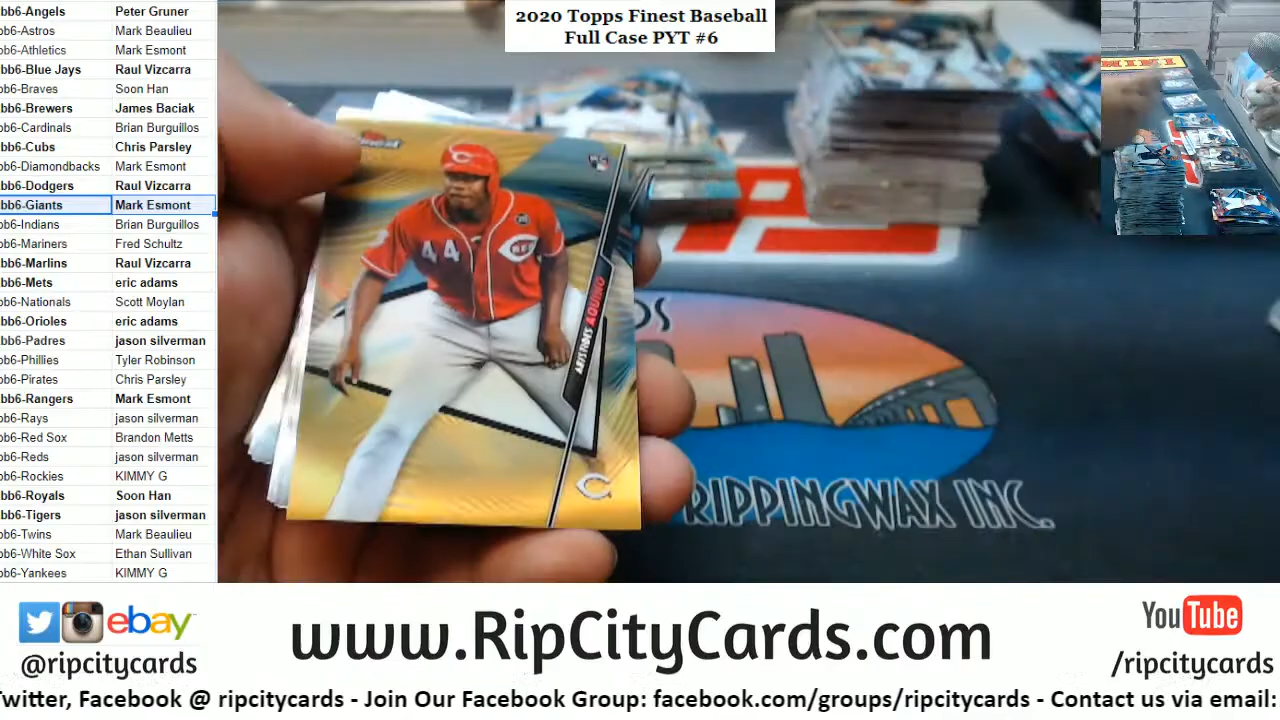 2020 Topps Finest Baseball
Full Case PYT #6
bb6-Angels Peter Gruner
bb6-Astros Mark Beaulieu
bb6-Athletics Mark Esmont
bb6-Blue Jays Raul Vizcarra
bb6-Braves Soon Han
bb6-Brewers James Baciak
bb6-Cardinals Brian Burguillos
bb6-Cubs Chris Parsley
bb6-Diamondbacks Mark Esmont
bb6-Dodgers Raul Vizcarra
bb6-Giants Mark Esmont
bb6-Indians Brian Burguillos
bb6-Mariners Fred Schultz
bb6-Marlins Raul Vizcarra
bb6-Mets eric adams
bb6-Nationals Scott Moylan
bb6-Orioles eric adams
bb6-Padres jason silverman
bb6-Phillies Tyler Robinson
bb6-Pirates Chris Parsley
bb6-Rangers Mark Esmont
bb6-Rays jason silverman
bb6-Red Sox Brandon Metts
bb6-Reds jason silverman
bb6-Rockies KIMMY G
bb6-Royals Soon Han
bb6-Tigers jason silverman
bb6-Twins Mark Beaulieu
bb6-White Sox Ethan Sullivan
bb6-Yankees KIMMY G
RC
44
REDS
ARISTIDES AQUINO
RIPPINGWAX INC.
MINI
ebay
@ripcitycards
www.RipCityCards.com
YouTube
/ripcitycards
Twitter, Facebook @ ripcitycards - Join Our Facebook Group: facebook.com/groups/ripcitycards - Contact us via email: